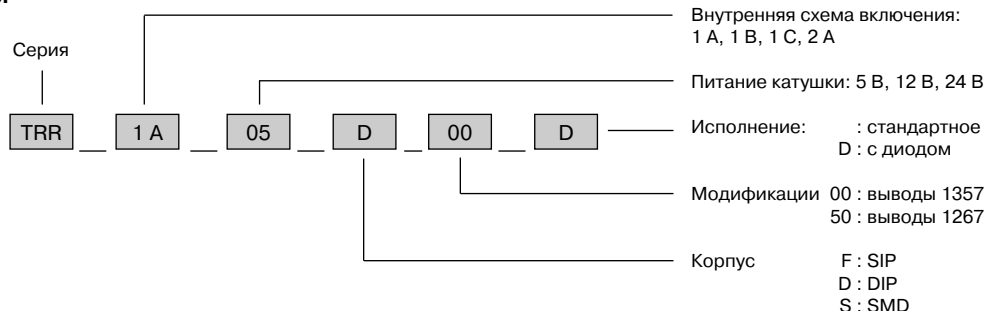 Внутренняя схема включения:
1 A, 1 B, 1 C, 2 A
Серия
Питание катушки: 5 В, 12 В, 24 В
TRR _ 1 A _ 05 _ D _ 00 _ D
Исполнение: : стандартное
D : с диодом
Модификации 00 : выводы 1357
50 : выводы 1267
Корпус F : SIP
D : DIP
S : SMD